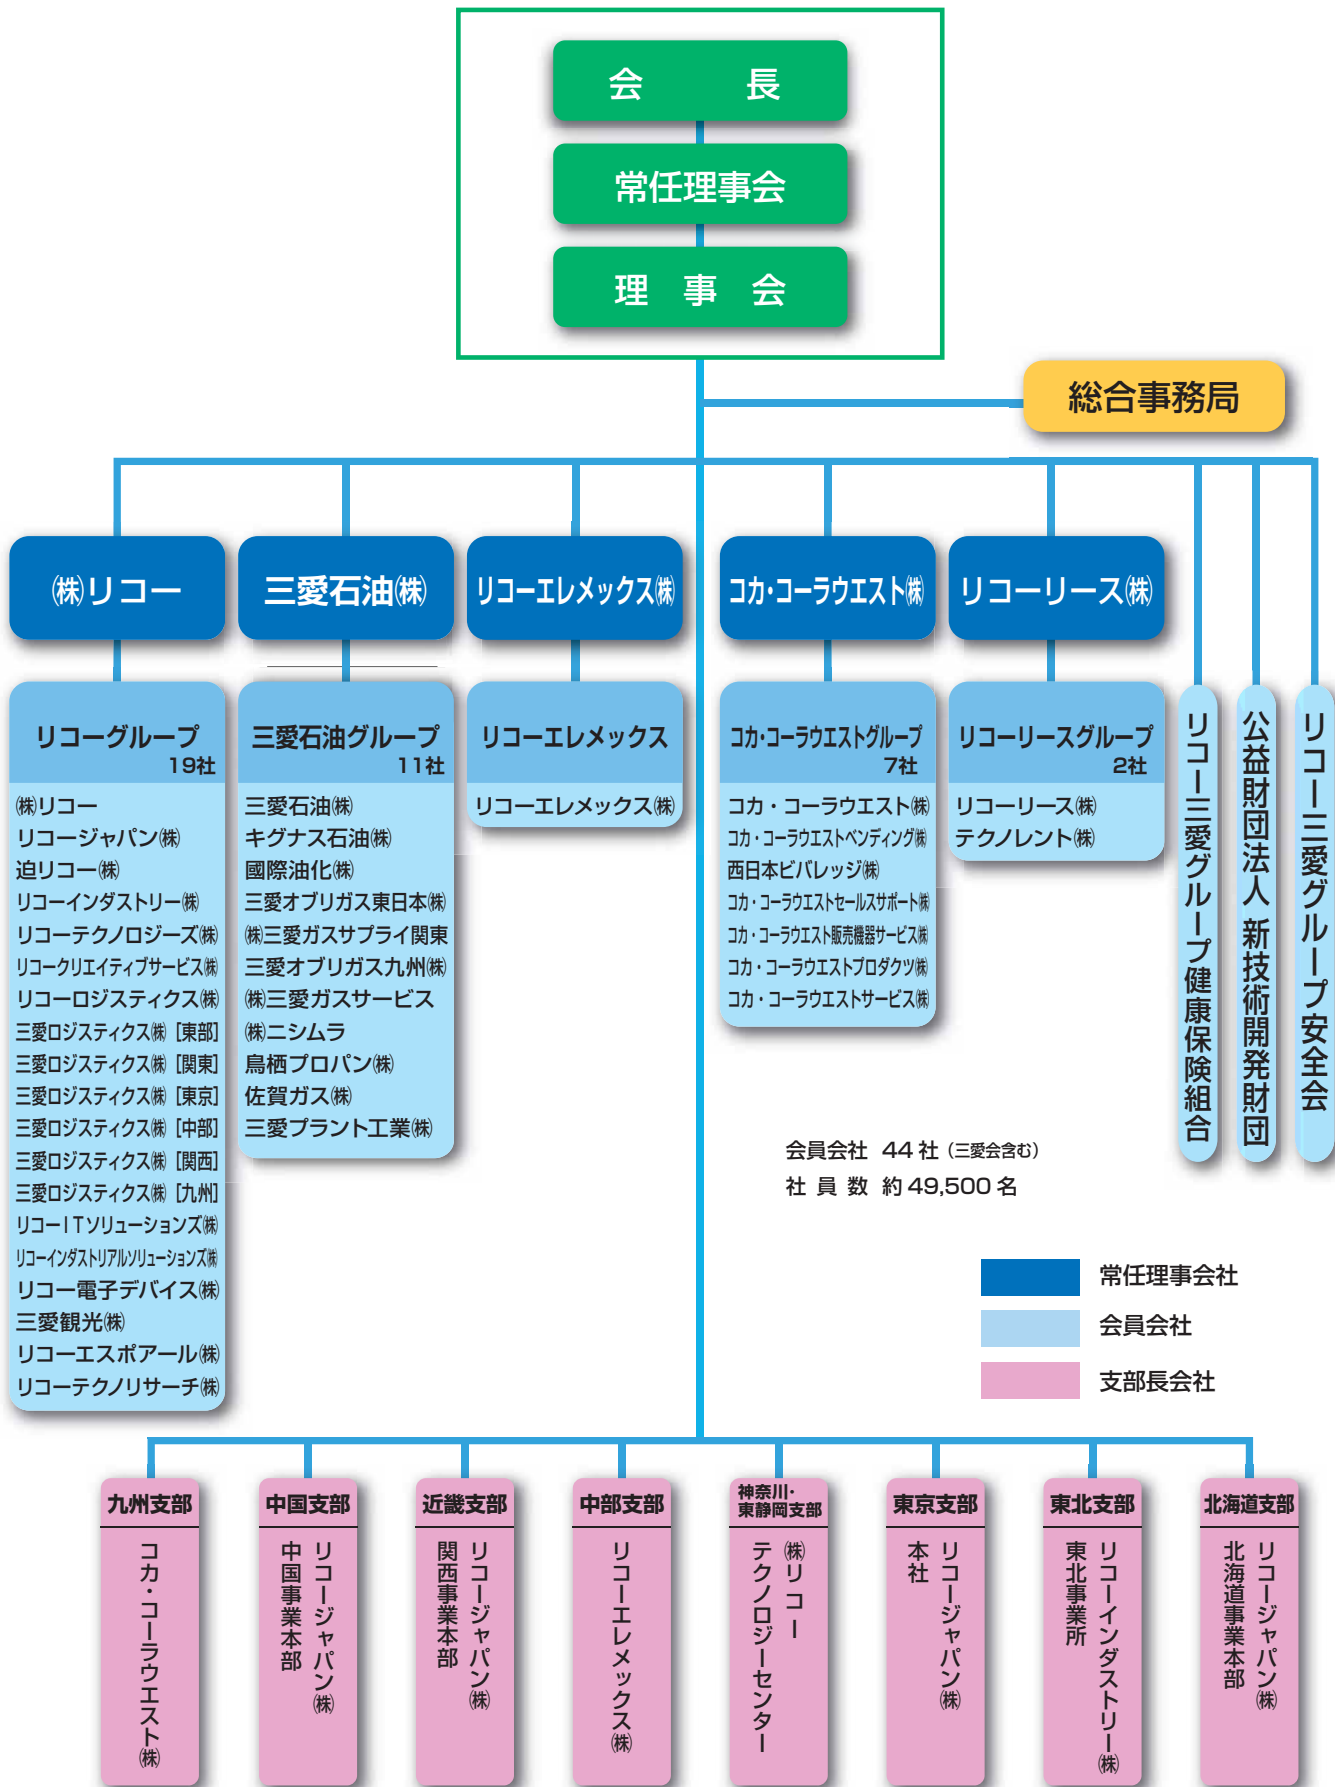 会長
常任理事会
理事会
総合事務局
㈱リコー
三愛石油㈱
リコーエレメックス㈱
コカ・コーラウエスト㈱
リコーリース㈱
リコーグループ
19社
㈱リコー
リコージャパン㈱
迫リコー㈱
リコーインダストリー㈱
リコーテクノロジーズ㈱
リコークリエイティブサービス㈱
リコーロジスティクス㈱
三愛ロジスティクス㈱ [東部]
三愛ロジスティクス㈱ [関東]
三愛ロジスティクス㈱ [東京]
三愛ロジスティクス㈱ [中部]
三愛ロジスティクス㈱ [関西]
三愛ロジスティクス㈱ [九州]
リコーITソリューションズ㈱
リコーインダストリアルソリューションズ㈱
リコー電子デバイス㈱
三愛観光㈱
リコーエスポアール㈱
リコーテクノリサーチ㈱
三愛石油グループ
11社
三愛石油㈱
キグナス石油㈱
國際油化㈱
三愛オブリガス東日本㈱
㈱三愛ガスサプライ関東
三愛オブリガス九州㈱
㈱三愛ガスサービス
㈱ニシムラ
鳥栖プロパン㈱
佐賀ガス㈱
三愛プラント工業㈱
リコーエレメックス
リコーエレメックス㈱
コカ・コーラウエストグループ
7社
コカ・コーラウエスト㈱
コカ・コーラウエストベンディング㈱
西日本ビバレッジ㈱
コカ・コーラウエストセールスサポート㈱
コカ・コーラウエスト販売機器サービス㈱
コカ・コーラウエストプロダクツ㈱
コカ・コーラウエストサービス㈱
リコーリースグループ
2社
リコーリース㈱
テクノレント㈱
リコー三愛グループ健康保険組合
公益財団法人 新技術開発財団
リコー三愛グループ安全会
会員会社 44社（三愛会含む）
社員数 約49,500名
常任理事会社
会員会社
支部長会社
九州支部
コカ・コーラウエスト㈱
中国支部
リコージャパン㈱
中国事業本部
近畿支部
リコージャパン㈱
関西事業本部
中部支部
リコーエレメックス㈱
神奈川・
東静岡支部
㈱リコー
テクノロジーセンター
東京支部
リコージャパン㈱
本社
東北支部
リコーインダストリー㈱
東北事業所
北海道支部
リコージャパン㈱
北海道事業本部